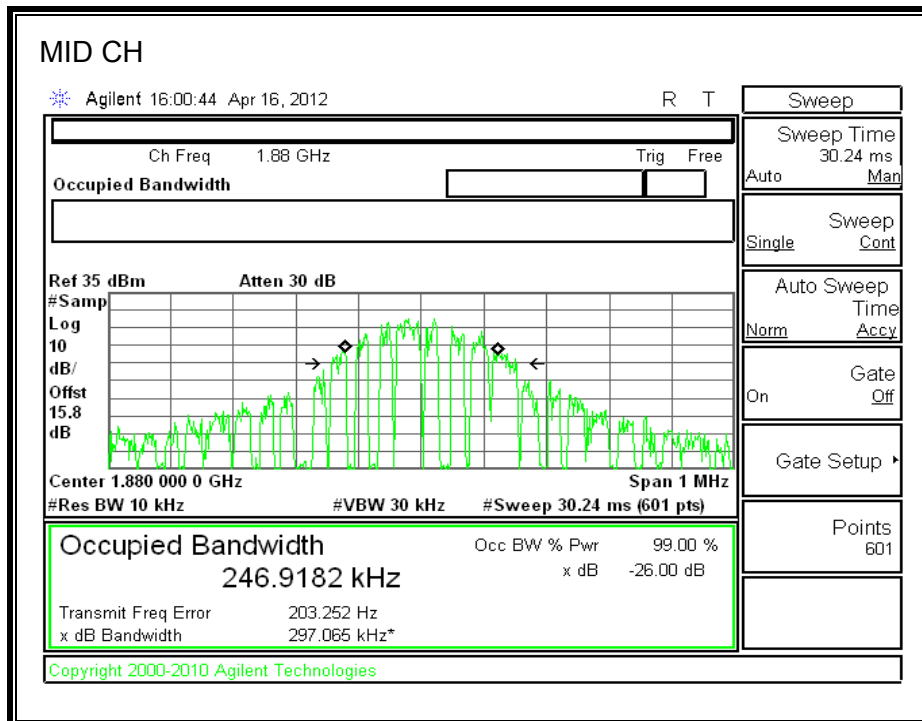 MID CH
Agilent 16:00:44 Apr 16, 2012 R T
Ch Freq 1.88 GHz Trig Free
Occupied Bandwidth
Ref 35 dBm Atten 30 dB
#Samp
Log
10
dB/
Offst
15.8
dB
Center 1.880 000 0 GHz Span 1 MHz
#Res BW 10 kHz #VBW 30 kHz #Sweep 30.24 ms (601 pts)
Occupied Bandwidth Occ BW % Pwr 99.00 %
246.9182 kHz x dB -26.00 dB
Transmit Freq Error 203.252 Hz
x dB Bandwidth 297.065 kHz*
Copyright 2000-2010 Agilent Technologies
Sweep
Sweep Time
30.24 ms
Auto Man
Sweep
Single Cont
Auto Sweep
Time
Norm Accy
Gate
On Off
Gate Setup
Points
601